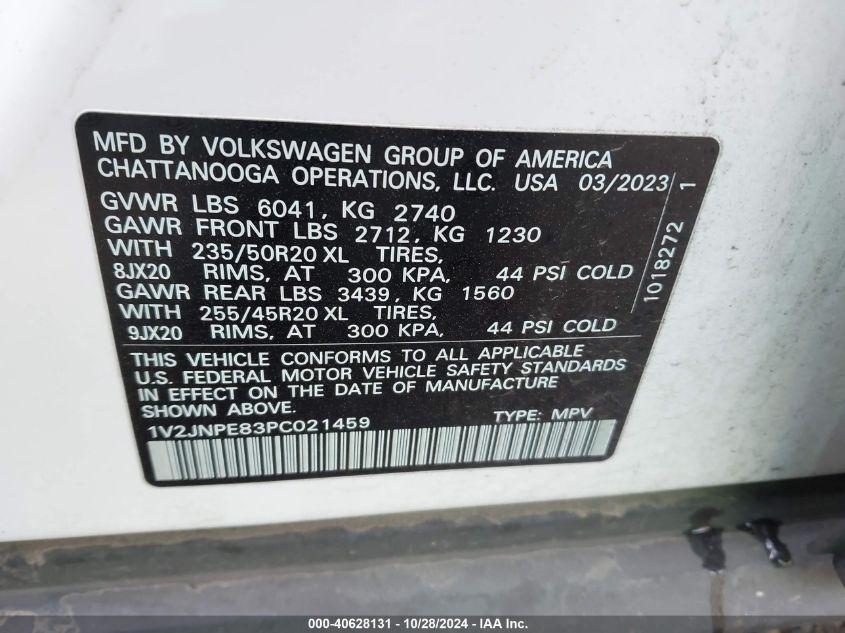 MFD BY VOLKSWAGEN GROUP OF AMERICA
CHATTANOOGA OPERATIONS, LLC. USA 03/2023
GVWR LBS 6041, KG 2740
GAWR FRONT LBS 2712, KG 1230
WITH 235/50R20 XL TIRES,
8JX20 RIMS, AT 300 KPA, 44 PSI COLD
GAWR REAR LBS 3439, KG 1560
WITH 255/45R20 XL TIRES,
9JX20 RIMS, AT 300 KPA, 44 PSI COLD
1018272 1
THIS VEHICLE CONFORMS TO ALL APPLICABLE
U.S. FEDERAL MOTOR VEHICLE SAFETY STANDARDS
IN EFFECT ON THE DATE OF MANUFACTURE
SHOWN ABOVE.
1V2JNPE83PC021459 TYPE: MPV
000-40628131 - 10/28/2024 - IAA Inc.